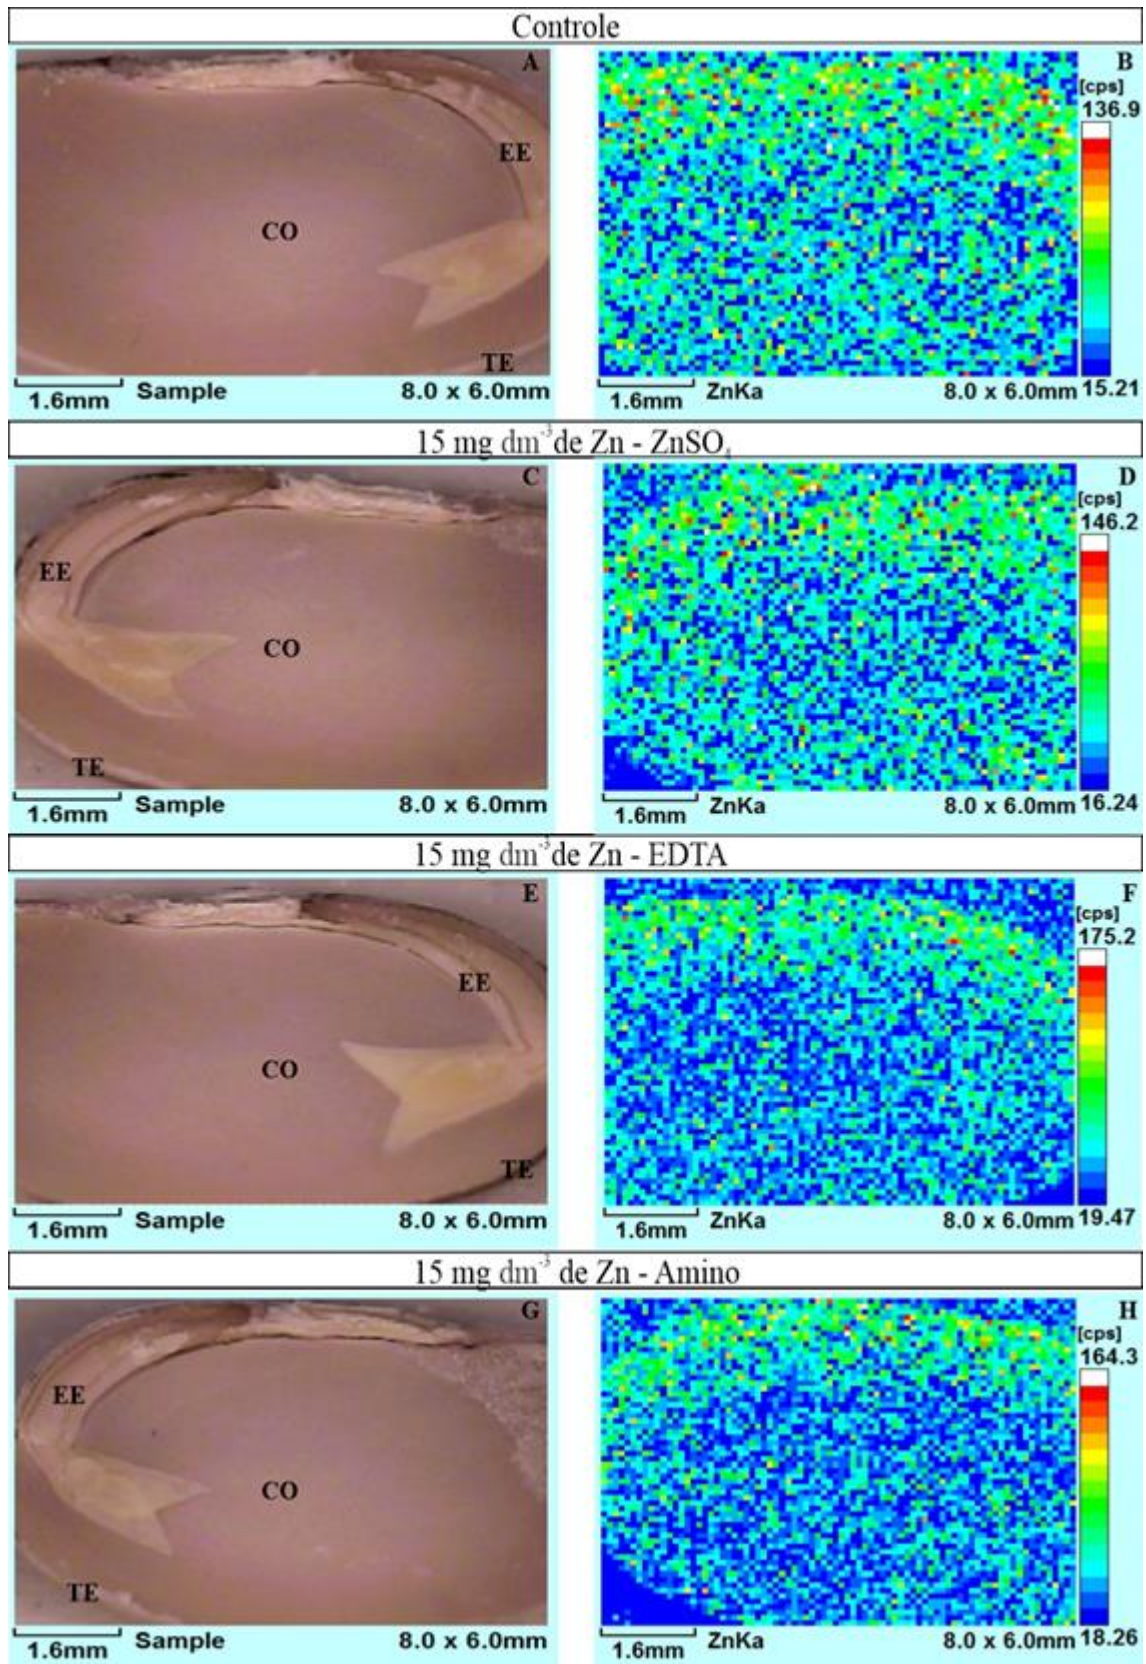 Controle
A
EE
CO
TE
1.6mm Sample 8.0 x 6.0mm
B
[cps]
136.9
15.21
1.6mm ZnKa 8.0 x 6.0mm
15 mg dm⁻³ de Zn - ZnSO₄
C
EE
CO
TE
1.6mm Sample 8.0 x 6.0mm
D
[cps]
146.2
16.24
1.6mm ZnKa 8.0 x 6.0mm
15 mg dm⁻³ de Zn - EDTA
E
EE
CO
TE
1.6mm Sample 8.0 x 6.0mm
F
[cps]
175.2
19.47
1.6mm ZnKa 8.0 x 6.0mm
15 mg dm⁻³ de Zn - Amino
G
EE
CO
TE
1.6mm Sample 8.0 x 6.0mm
H
[cps]
164.3
18.26
1.6mm ZnKa 8.0 x 6.0mm